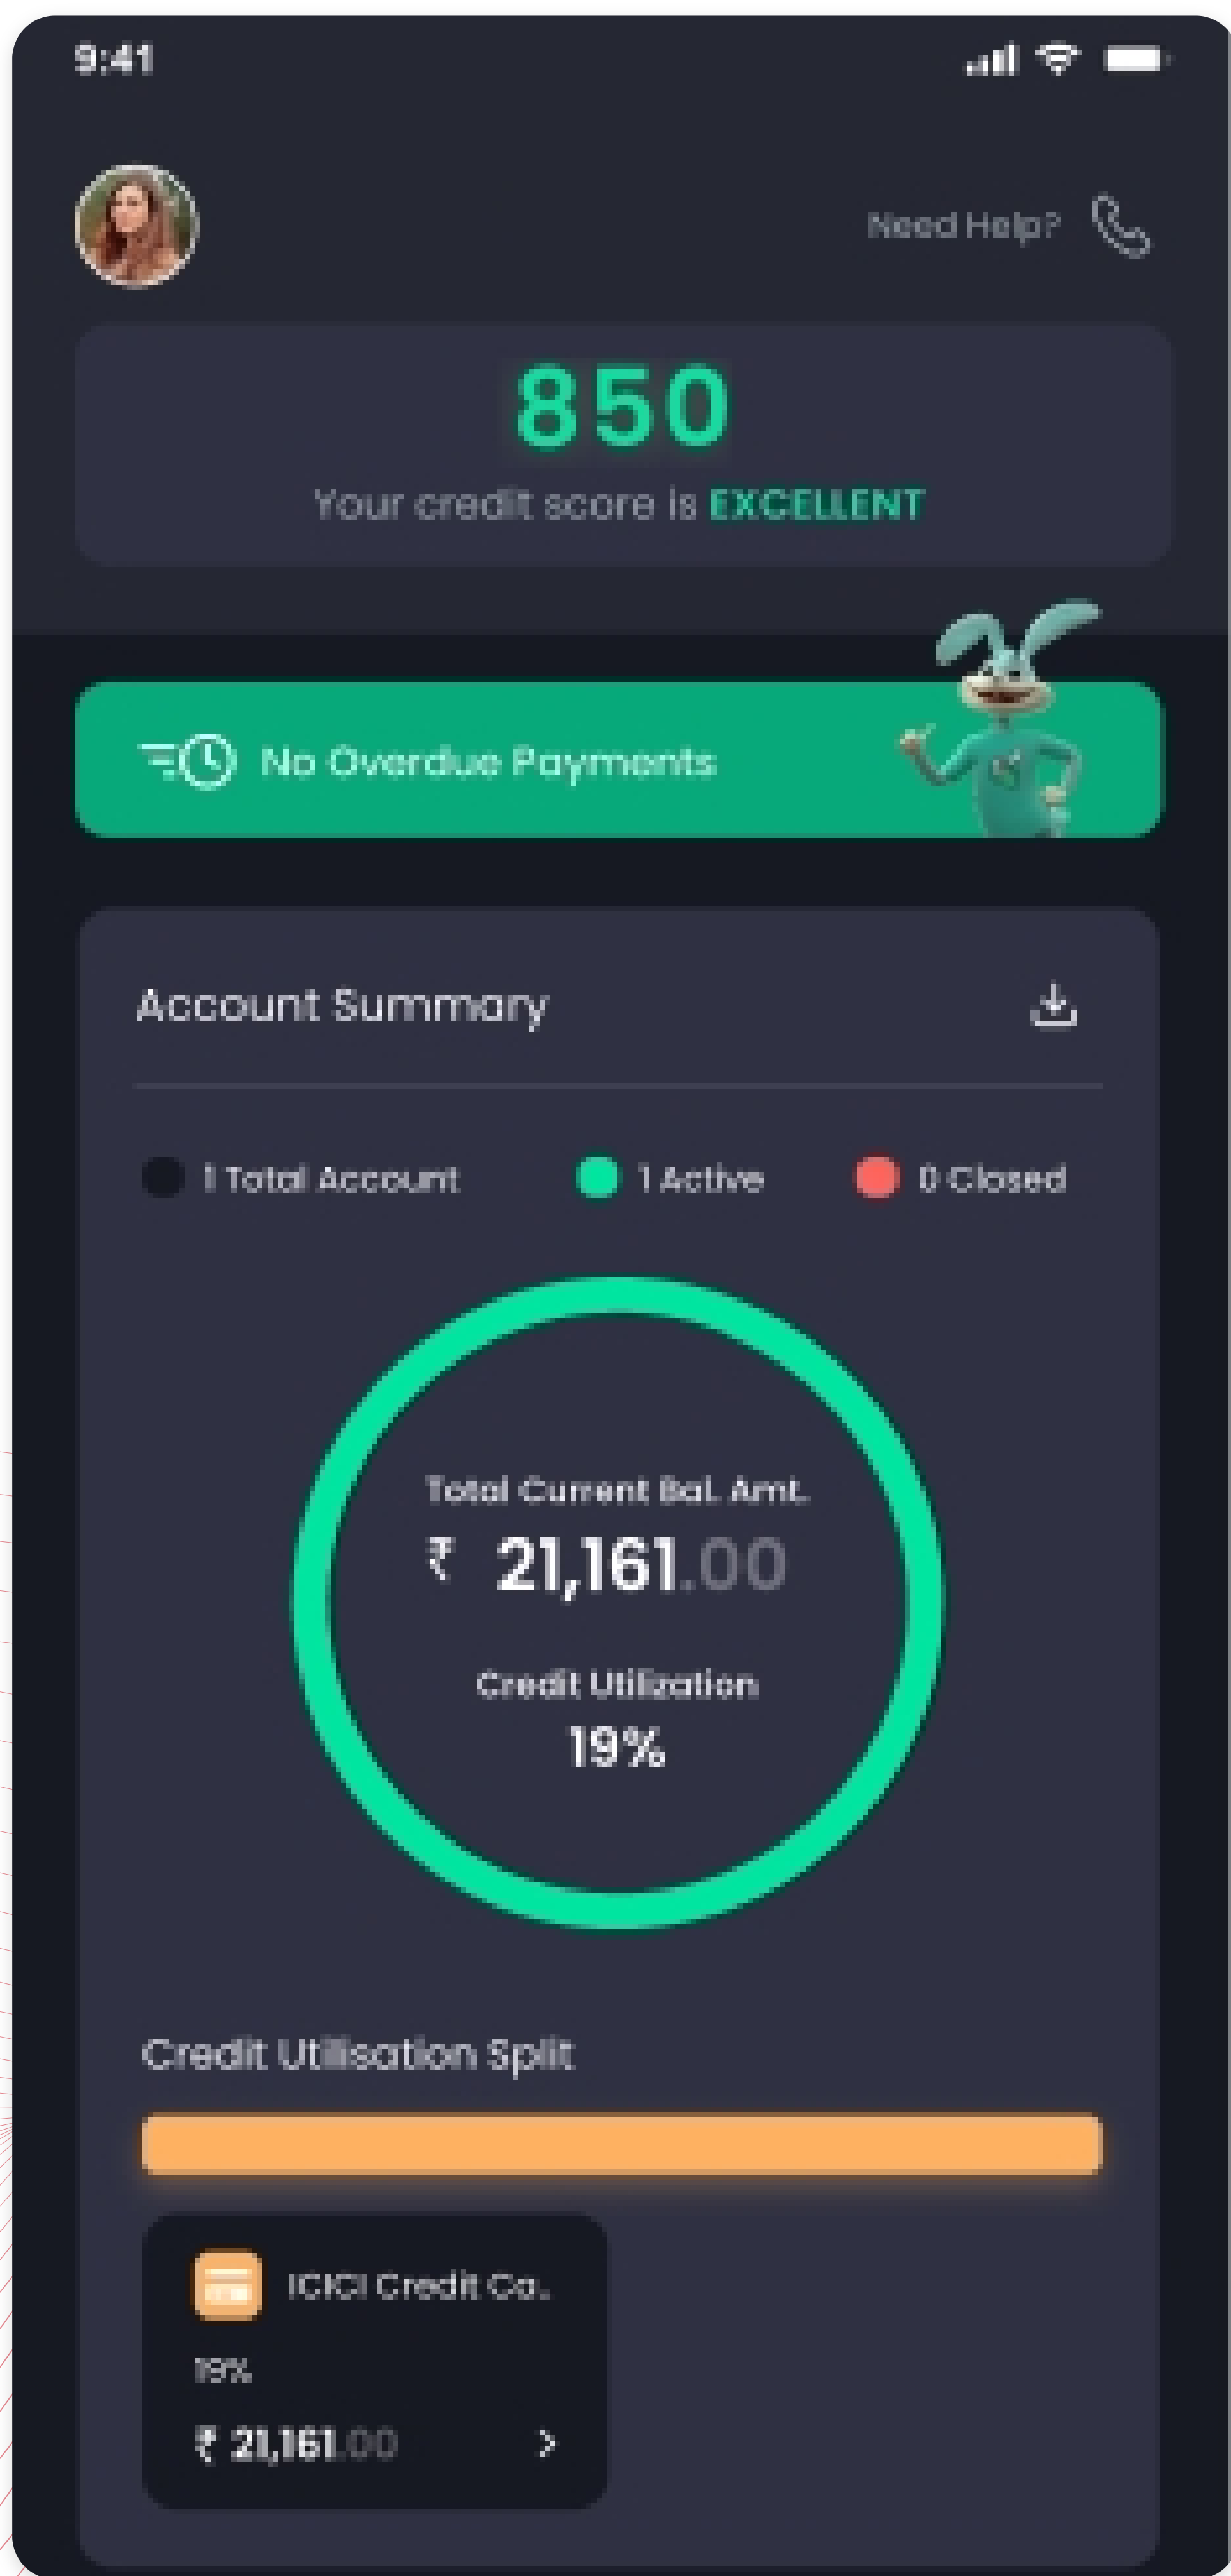 9:41
Need Help?
850
Your credit score is EXCELLENT
No Overdue Payments
Account Summary
1 Total Account
1 Active
0 Closed
Total Current Bal. Amt.
₹ 21,161.00
Credit Utilization
19%
Credit Utilisation Split
ICICI Credit Ca..
19%
₹ 21,161.00